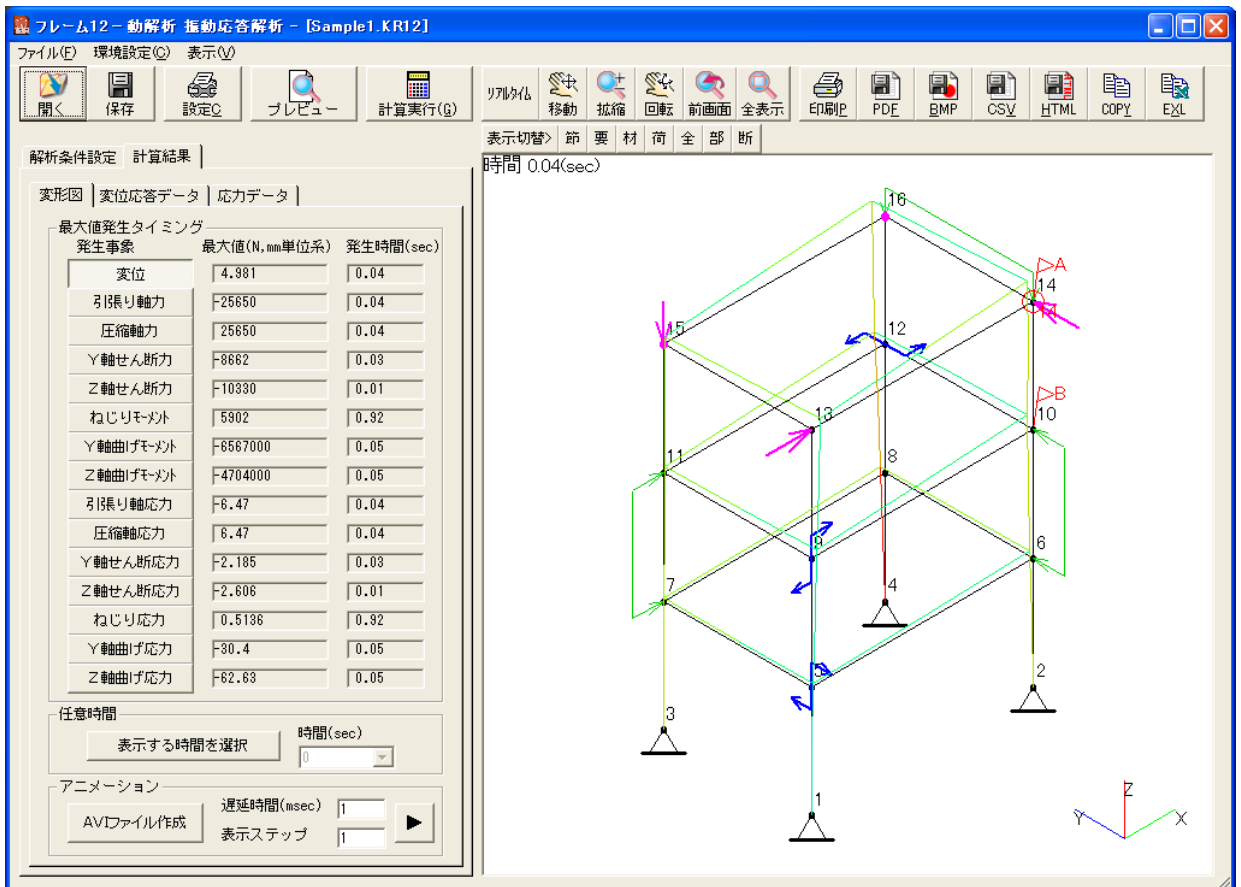 フレーム12－動解析 振動応答解析 - [Sample1.KR12]
ファイル(F) 環境設定(C) 表示(V)
開く 保存 設定C プレビュー 計算実行(G) リアルタイム 移動 拡縮 回転 前画面 全表示 印刷P PDF BMP CSV HTML COPY EXL
表示切替> 節 要 材 荷 全 部 断
解析条件設定 計算結果
時間 0.04(sec)
変形図 変位応答データ 応力データ
最大値発生タイミング
発生事象 最大値(N,mm単位系) 発生時間(sec)
変位 4.981 0.04
引張り軸力 -25650 0.04
圧縮軸力 25650 0.04
Y軸せん断力 -8662 0.03
Z軸せん断力 -10330 0.01
ねじりモーメント 5902 0.92
Y軸曲げモーメント -6567000 0.05
Z軸曲げモーメント -4704000 0.05
引張り軸応力 -6.47 0.04
圧縮軸応力 6.47 0.04
Y軸せん断応力 -2.185 0.03
Z軸せん断応力 -2.606 0.01
ねじり応力 0.5136 0.92
Y軸曲げ応力 -30.4 0.05
Z軸曲げ応力 -62.63 0.05
任意時間
表示する時間を選択 時間(sec)
0
アニメーション
AVIファイル作成 遅延時間(msec) 1
表示ステップ 1
16
A
14
15
12
B
13
10
11
8
9
6
7
4
5
2
3
1
Z
Y
X